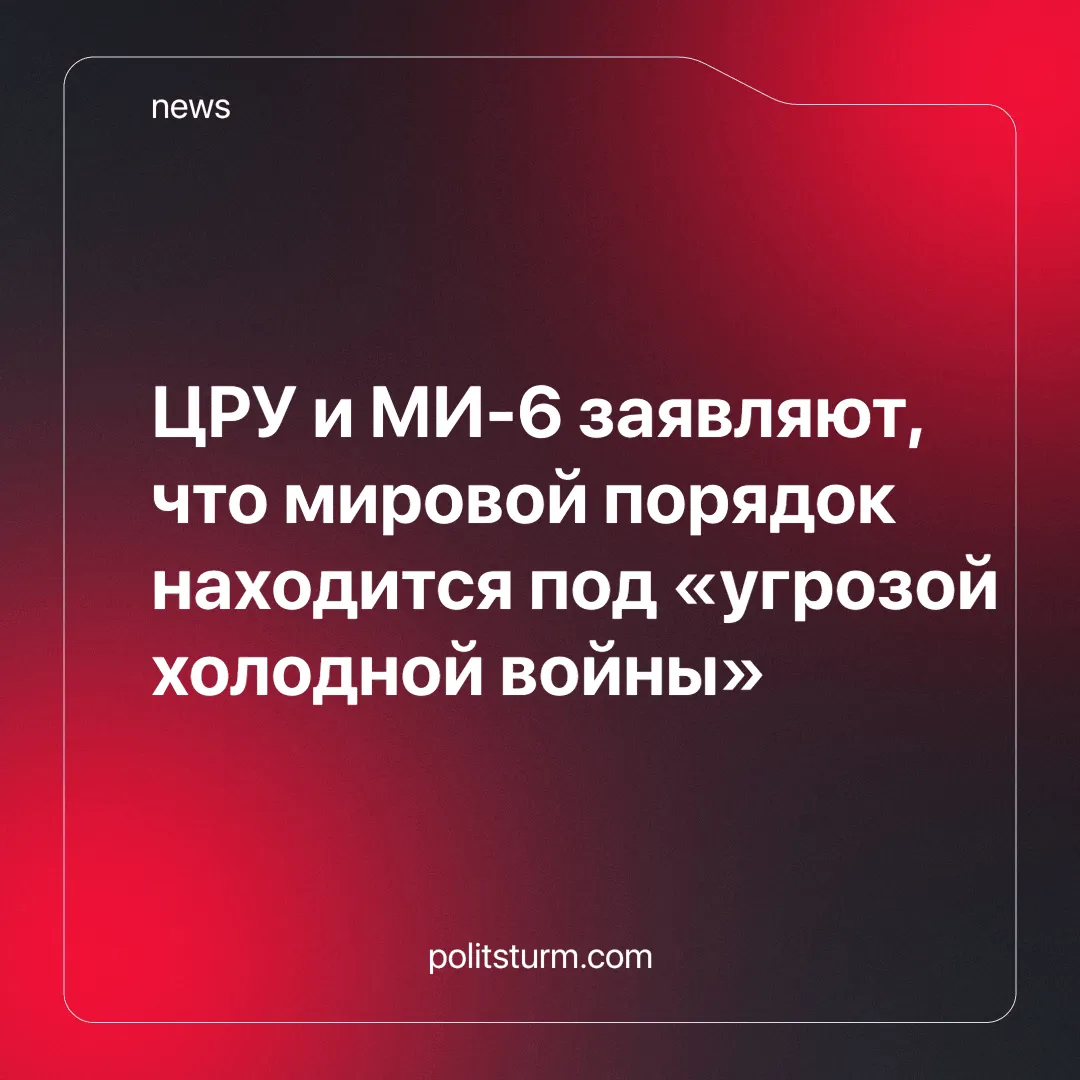 news
ЦРУ и МИ-6 заявляют,
что мировой порядок
находится под «угрозой
холодной войны»
politsturm.com